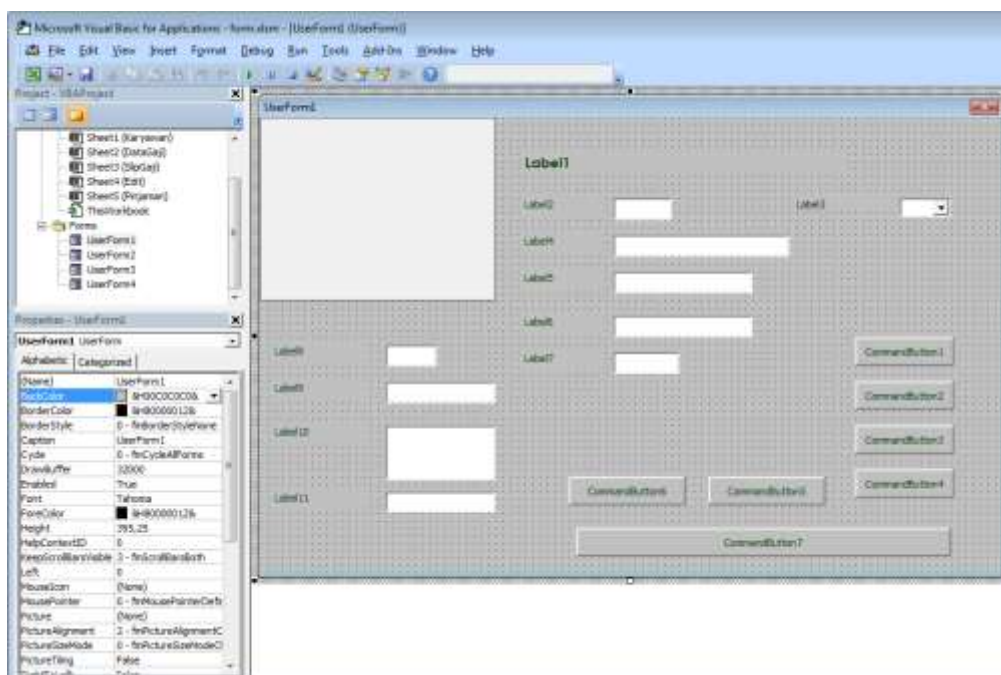 Microsoft Visual Basic for Applications - form.xlsm - [UserForm1 (UserForm)]
File Edit View Insert Format Debug Run Tools Add-Ins Window Help
Project - VBAProject
Sheet1 (Karyawan)
Sheet2 (DataGaji)
Sheet3 (SlipGaji)
Sheet4 (Edit)
Sheet5 (Pinjaman)
ThisWorkbook
Forms
UserForm1
UserForm2
UserForm3
UserForm4
Properties - UserForm1
UserForm1 UserForm
Alphabetic Categorized
(Name) UserForm1
BackColor &H00C0C0C0&
BorderColor &H80000012&
BorderStyle 0 - fmBorderStyleNone
Caption UserForm1
Cycle 0 - fmCycleAllForms
DrawBuffer 32000
Enabled True
Font Tahoma
ForeColor &H80000012&
Height 395,25
HelpContextID 0
KeepScrollBarsVisible 3 - fmScrollBarsBoth
Left 0
MouseIcon (None)
MousePointer 0 - fmMousePointerDefa
Picture (None)
PictureAlignment 2 - fmPictureAlignmentC
PictureSizeMode 0 - fmPictureSizeModeCl
PictureTiling False
UserForm1
Label1
Label2 Label3
Label4
Label5
Label6
Label7
Label9
Label10
Label11
CommandButton1
CommandButton2
CommandButton3
CommandButton4
CommandButton6
CommandButton7